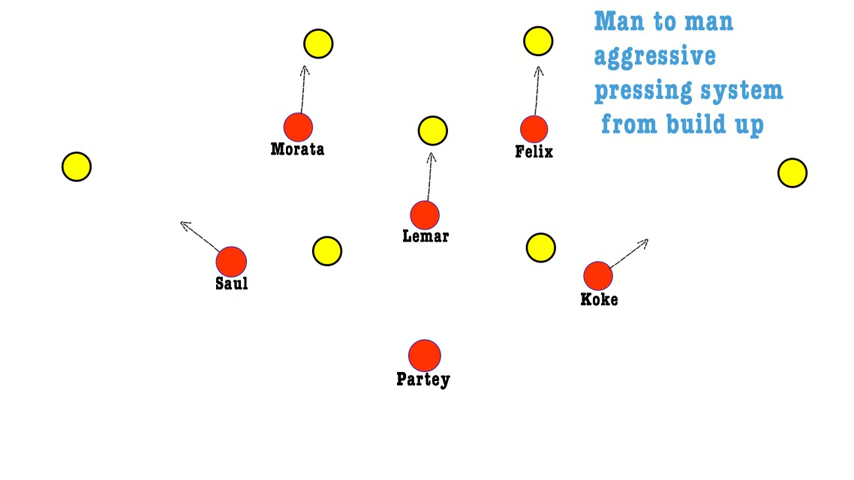 Man to man
aggressive
pressing system
from build up
Morata
Felix
Lemar
Saul
Koke
Partey